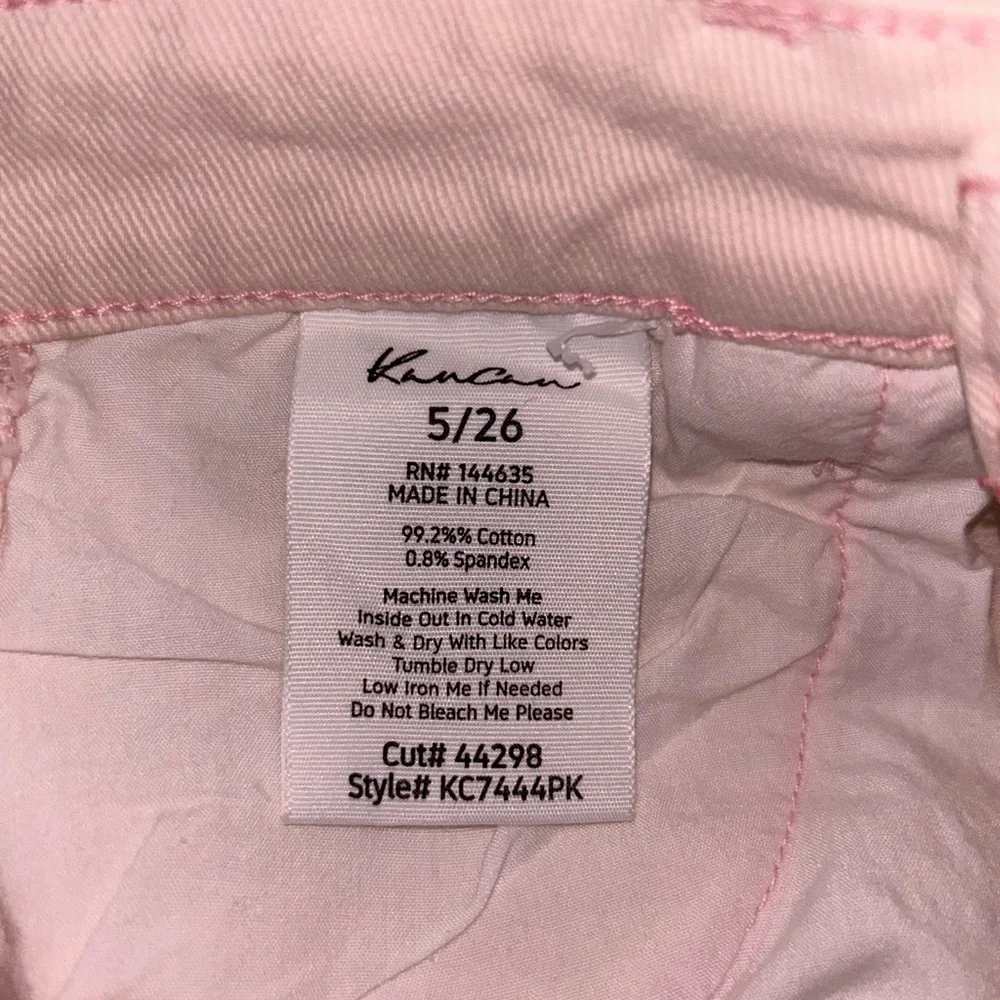 Kancan
5/26
RN# 144635
MADE IN CHINA
99.2%% Cotton
0.8% Spandex
Machine Wash Me
Inside Out In Cold Water
Wash & Dry With Like Colors
Tumble Dry Low
Low Iron Me If Needed
Do Not Bleach Me Please
Cut# 44298
Style# KC7444PK